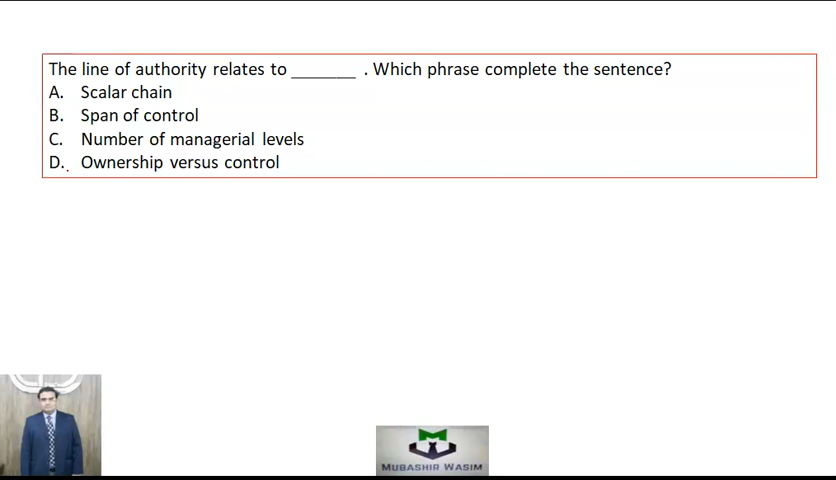 The line of authority relates to _______ . Which phrase complete the sentence?
A. Scalar chain
B. Span of control
C. Number of managerial levels
D.. Ownership versus control
MUBASHIR WASIM